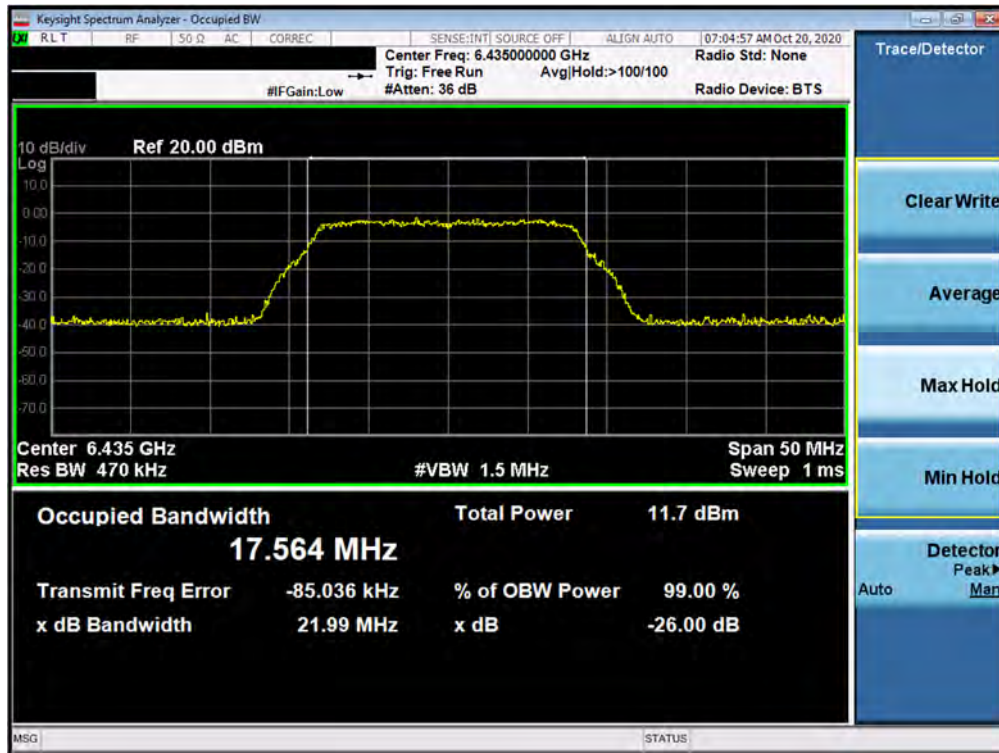 Keysight Spectrum Analyzer - Occupied BW
RLT RF 50 Ω AC CORREC SENSE:INT SOURCE OFF ALIGN AUTO 07:04:57 AM Oct 20, 2020
Center Freq: 6.435000000 GHz Radio Std: None
Trig: Free Run Avg|Hold:>100/100
#IFGain:Low #Atten: 36 dB Radio Device: BTS
Trace/Detector
10 dB/div Ref 20.00 dBm
Log
10.0
0.00
-10.0
-20.0
-30.0
-40.0
-50.0
-60.0
-70.0
Center 6.435 GHz Span 50 MHz
Res BW 470 kHz #VBW 1.5 MHz Sweep 1 ms
Occupied Bandwidth Total Power 11.7 dBm
17.564 MHz
Transmit Freq Error -85.036 kHz % of OBW Power 99.00 %
x dB Bandwidth 21.99 MHz x dB -26.00 dB
Clear Write
Average
Max Hold
Min Hold
Detector
Peak
Auto Man
MSG STATUS